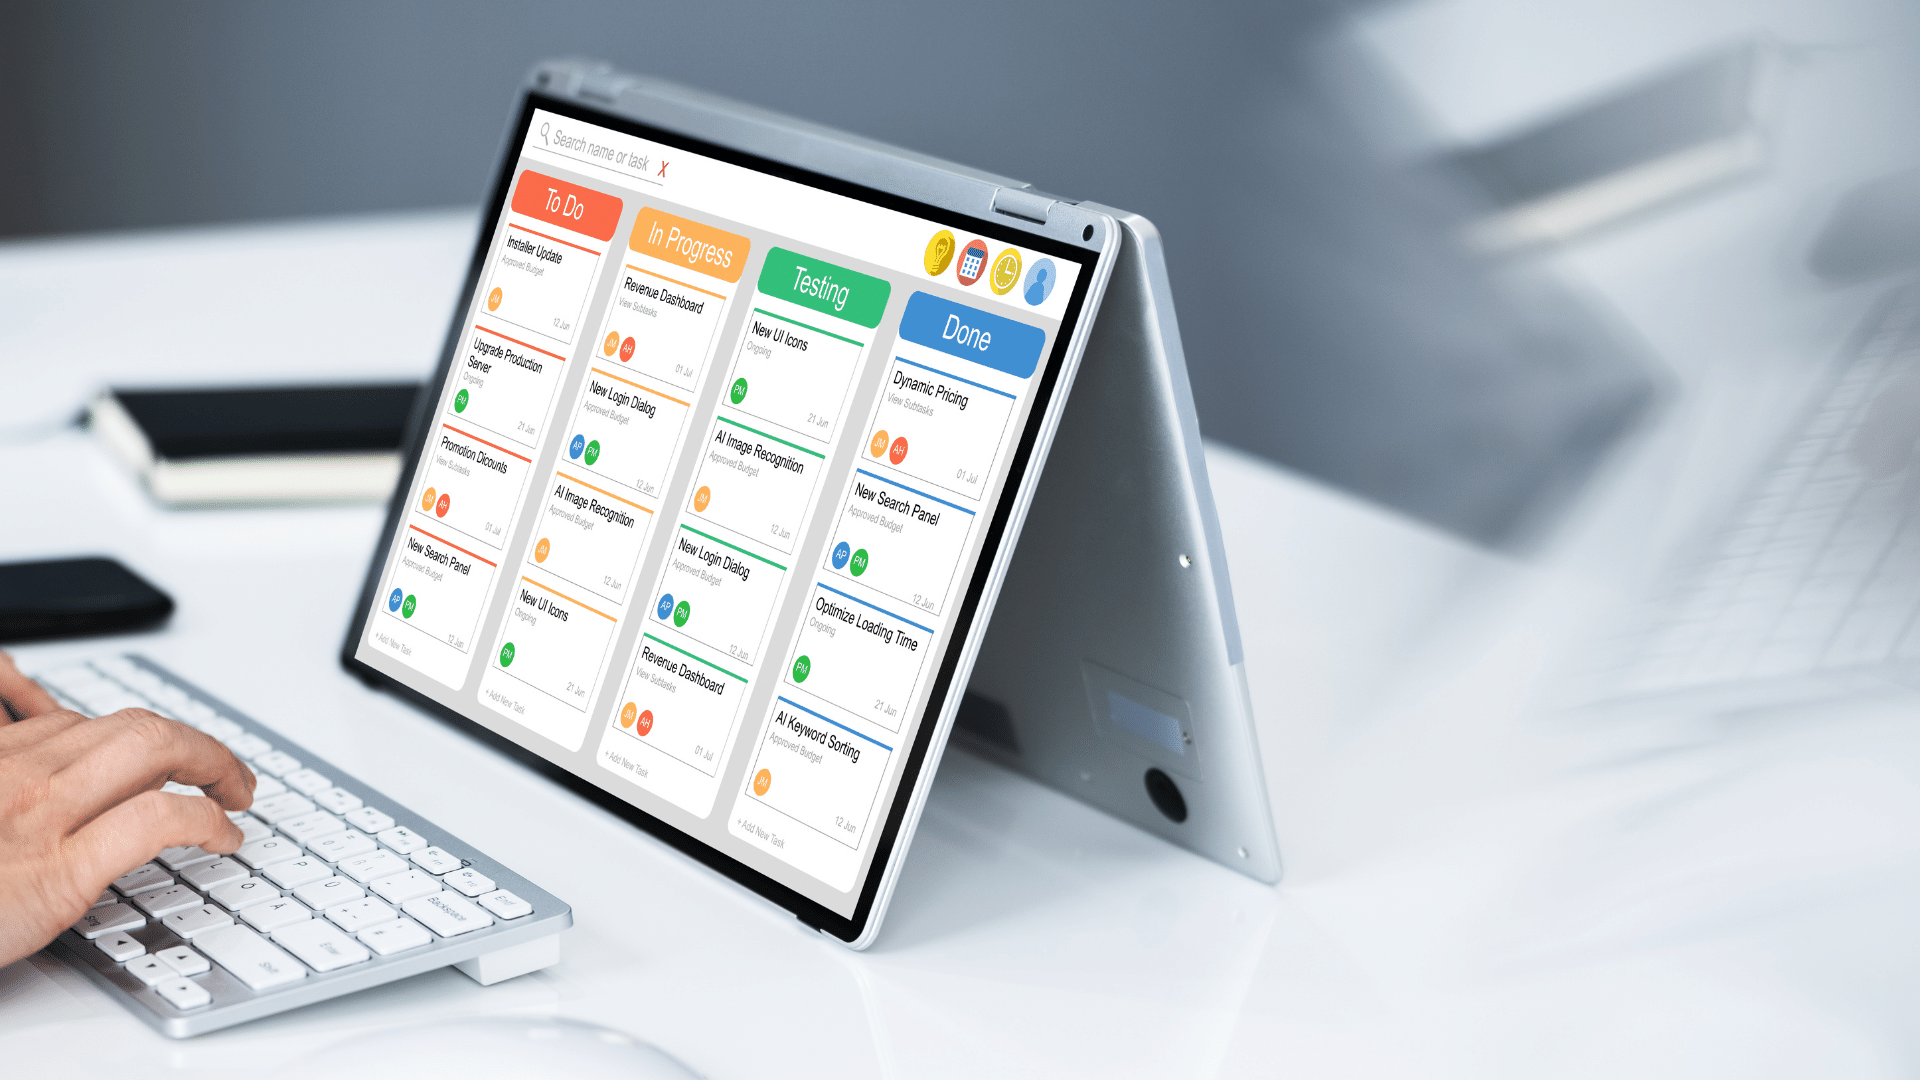 Search name or task X
To Do
Installer Update
Approved Budget
JM
12 Jun
Upgrade Production
Server
Ongoing
PM
21 Jun
Promotion Dicounts
View Subtasks
JM AH
01 Jul
New Search Panel
Approved Budget
AP PM
12 Jun
+ Add New Task
In Progress
Revenue Dashboard
View Subtasks
JM AH
01 Jul
New Login Dialog
Approved Budget
AP PM
12 Jun
AI Image Recognition
Approved Budget
JM
12 Jun
New UI Icons
Ongoing
PM
21 Jun
+ Add New Task
Testing
New UI Icons
Ongoing
PM
21 Jun
AI Image Recognition
Approved Budget
JM
12 Jun
New Login Dialog
Approved Budget
AP PM
12 Jun
Revenue Dashboard
View Subtasks
JM AH
01 Jul
+ Add New Task
Done
Dynamic Pricing
View Subtasks
JM AH
01 Jul
New Search Panel
Approved Budget
AP PM
12 Jun
Optimize Loading Time
Ongoing
PM
21 Jun
AI Keyword Sorting
Approved Budget
JM
12 Jun
+ Add New Task
End
Backspace
O P
L Ö Ä
Enter
Shift